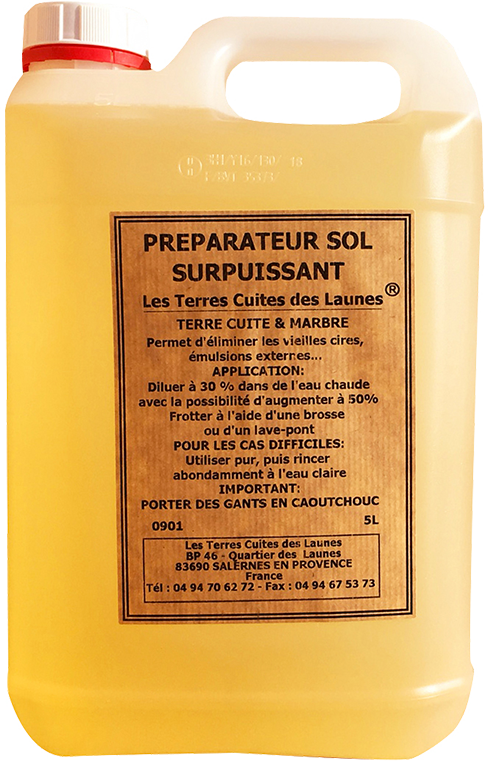 PREPARATEUR SOL
SURPUISSANT
Les Terres Cuites des Launes ®
TERRE CUITE & MARBRE
Permet d'éliminer les vieilles cires,
émulsions externes...
APPLICATION:
Diluer à 30 % dans de l'eau chaude
avec la possibilité d'augmenter à 50%
Frotter à l'aide d'une brosse
ou d'un lave-pont
POUR LES CAS DIFFICILES:
Utiliser pur, puis rincer
abondamment à l'eau claire
IMPORTANT:
PORTER DES GANTS EN CAOUTCHOUC
0901 5L
Les Terres Cuites des Launes
BP 46 - Quartier des Launes
83690 SALERNES EN PROVENCE
France
Tél : 04 94 70 62 72 - Fax : 04 94 67 53 73